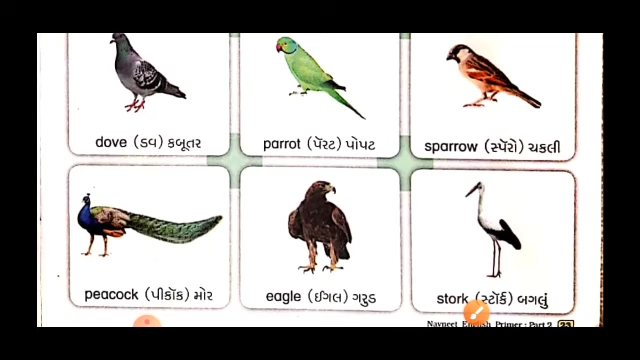 dove (ડવ) કબૂતર
parrot (પૅરટ) પોપટ
sparrow (સ્પૅરો) ચકલી
peacock (પીકૉક) મોર
eagle (ઈગલ) ગરુડ
stork (સ્ટૉર્ક) બગલું
Navneet English Primer : Part 2 23